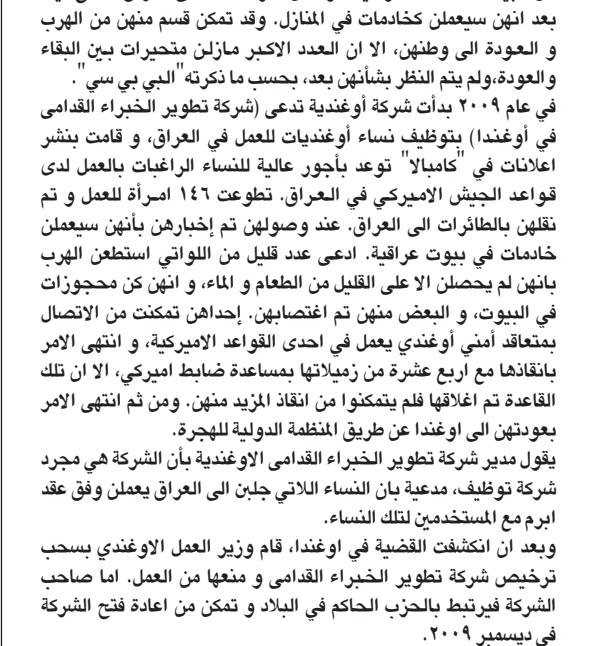 بعد انهن سيعملن كخادمات في المنازل. وقد تمكن قسم منهن من الهرب
و العودة الى وطنهن، الا ان العدد الاكبر مازلن متحيرات بين البقاء
والعودة،ولم يتم النظر بشأنهن بعد، بحسب ما ذكرته"البي بي سي".
في عام ٢٠٠٩ بدأت شركة أوغندية تدعى (شركة تطوير الخبراء القدامى
في أوغندا) بتوظيف نساء أوغنديات للعمل في العراق، و قامت بنشر
اعلانات في "كامبالا" توعد بأجور عالية للنساء الراغبات بالعمل لدى
قواعد الجيش الاميركي في العراق. تطوعت ١٤٦ امرأة للعمل و تم
نقلهن بالطائرات الى العراق. عند وصولهن تم إخبارهن بأنهن سيعملن
خادمات في بيوت عراقية. ادعى عدد قليل من اللواتي استطعن الهرب
بانهن لم يحصلن الا على القليل من الطعام و الماء، و انهن كن محجوزات
في البيوت، و البعض منهن تم اغتصابهن. إحداهن تمكنت من الاتصال
بمتعاقد أمني أوغندي يعمل في احدى القواعد الاميركية، و انتهى الامر
بانقاذها مع اربع عشرة من زميلاتها بمساعدة ضابط اميركي، الا ان تلك
القاعدة تم اغلاقها فلم يتمكنوا من انقاذ المزيد منهن. ومن ثم انتهى الامر
بعودتهن الى اوغندا عن طريق المنظمة الدولية للهجرة.
يقول مدير شركة تطوير الخبراء القدامى الاوغندية بأن الشركة هي مجرد
شركة توظيف، مدعية بان النساء اللاتي جلبن الى العراق يعملن وفق عقد
ابرم مع المستخدمين لتلك النساء.
وبعد ان انكشفت القضية في اوغندا، قام وزير العمل الاوغندي بسحب
ترخيص شركة تطوير الخبراء القدامى و منعها من العمل. اما صاحب
الشركة فيرتبط بالحزب الحاكم في البلاد و تمكن من اعادة فتح الشركة
في ديسمبر ٢٠٠٩.